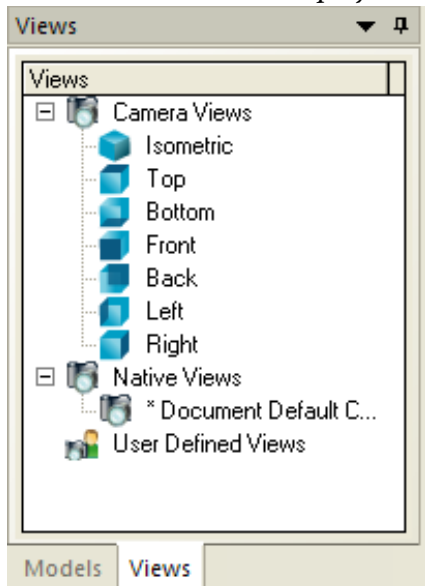 Views
Views
Camera Views
Isometric
Top
Bottom
Front
Back
Left
Right
Native Views
* Document Default C...
User Defined Views
Models Views